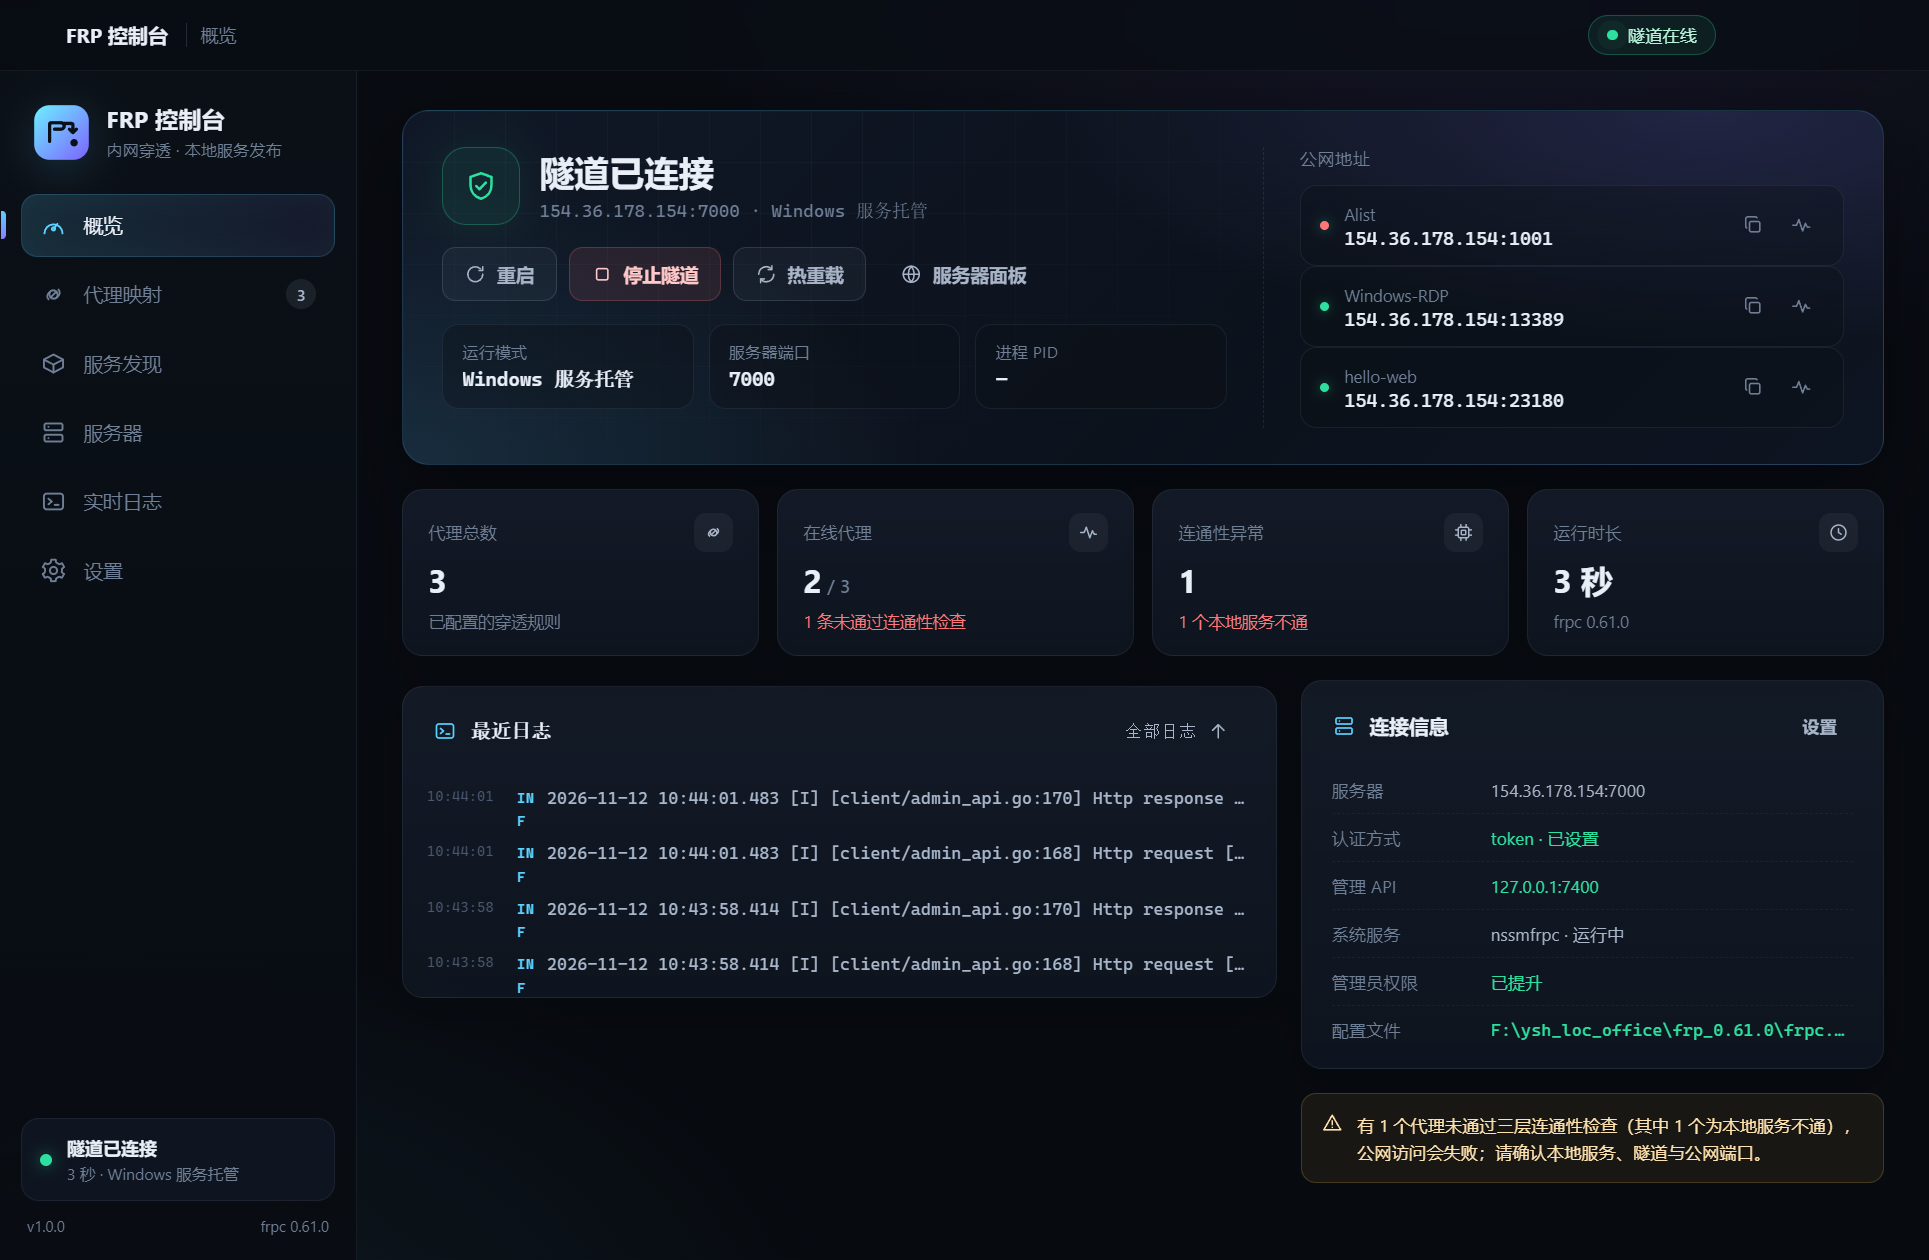 FRP 控制台
概览
隧道在线
FRP 控制台
内网穿透 · 本地服务发布
概览
代理映射
3
服务发现
服务器
实时日志
设置
隧道已连接
3 秒 · Windows 服务托管
v1.0.0
frpc 0.61.0
隧道已连接
154.36.178.154:7000 · Windows 服务托管
重启
停止隧道
热重载
服务器面板
运行模式
Windows 服务托管
服务器端口
7000
进程 PID
—
公网地址
Alist
154.36.178.154:1001
Windows-RDP
154.36.178.154:13389
hello-web
154.36.178.154:23180
代理总数
3
已配置的穿透规则
在线代理
2 / 3
1 条未通过连通性检查
连通性异常
1
1 个本地服务不通
运行时长
3 秒
frpc 0.61.0
最近日志
全部日志
10:44:01 INF 2026-11-12 10:44:01.483 [I] [client/admin_api.go:170] Http response …
10:44:01 INF 2026-11-12 10:44:01.483 [I] [client/admin_api.go:168] Http request […
10:43:58 INF 2026-11-12 10:43:58.414 [I] [client/admin_api.go:170] Http response …
10:43:58 INF 2026-11-12 10:43:58.414 [I] [client/admin_api.go:168] Http request […
连接信息
设置
服务器 154.36.178.154:7000
认证方式 token · 已设置
管理 API 127.0.0.1:7400
系统服务 nssmfrpc · 运行中
管理员权限 已提升
配置文件 F:\ysh_loc_office\frp_0.61.0\frpc.…
有 1 个代理未通过三层连通性检查（其中 1 个为本地服务不通），
公网访问会失败；请确认本地服务、隧道与公网端口。